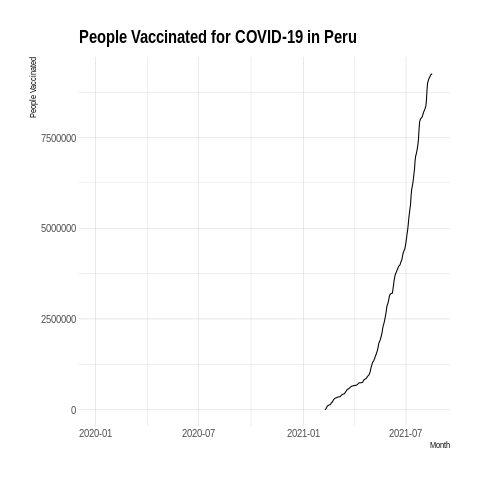 People Vaccinated for COVID-19 in Peru
People Vaccinated
7500000
5000000
2500000
0
2020-01 2020-07 2021-01 2021-07
Month